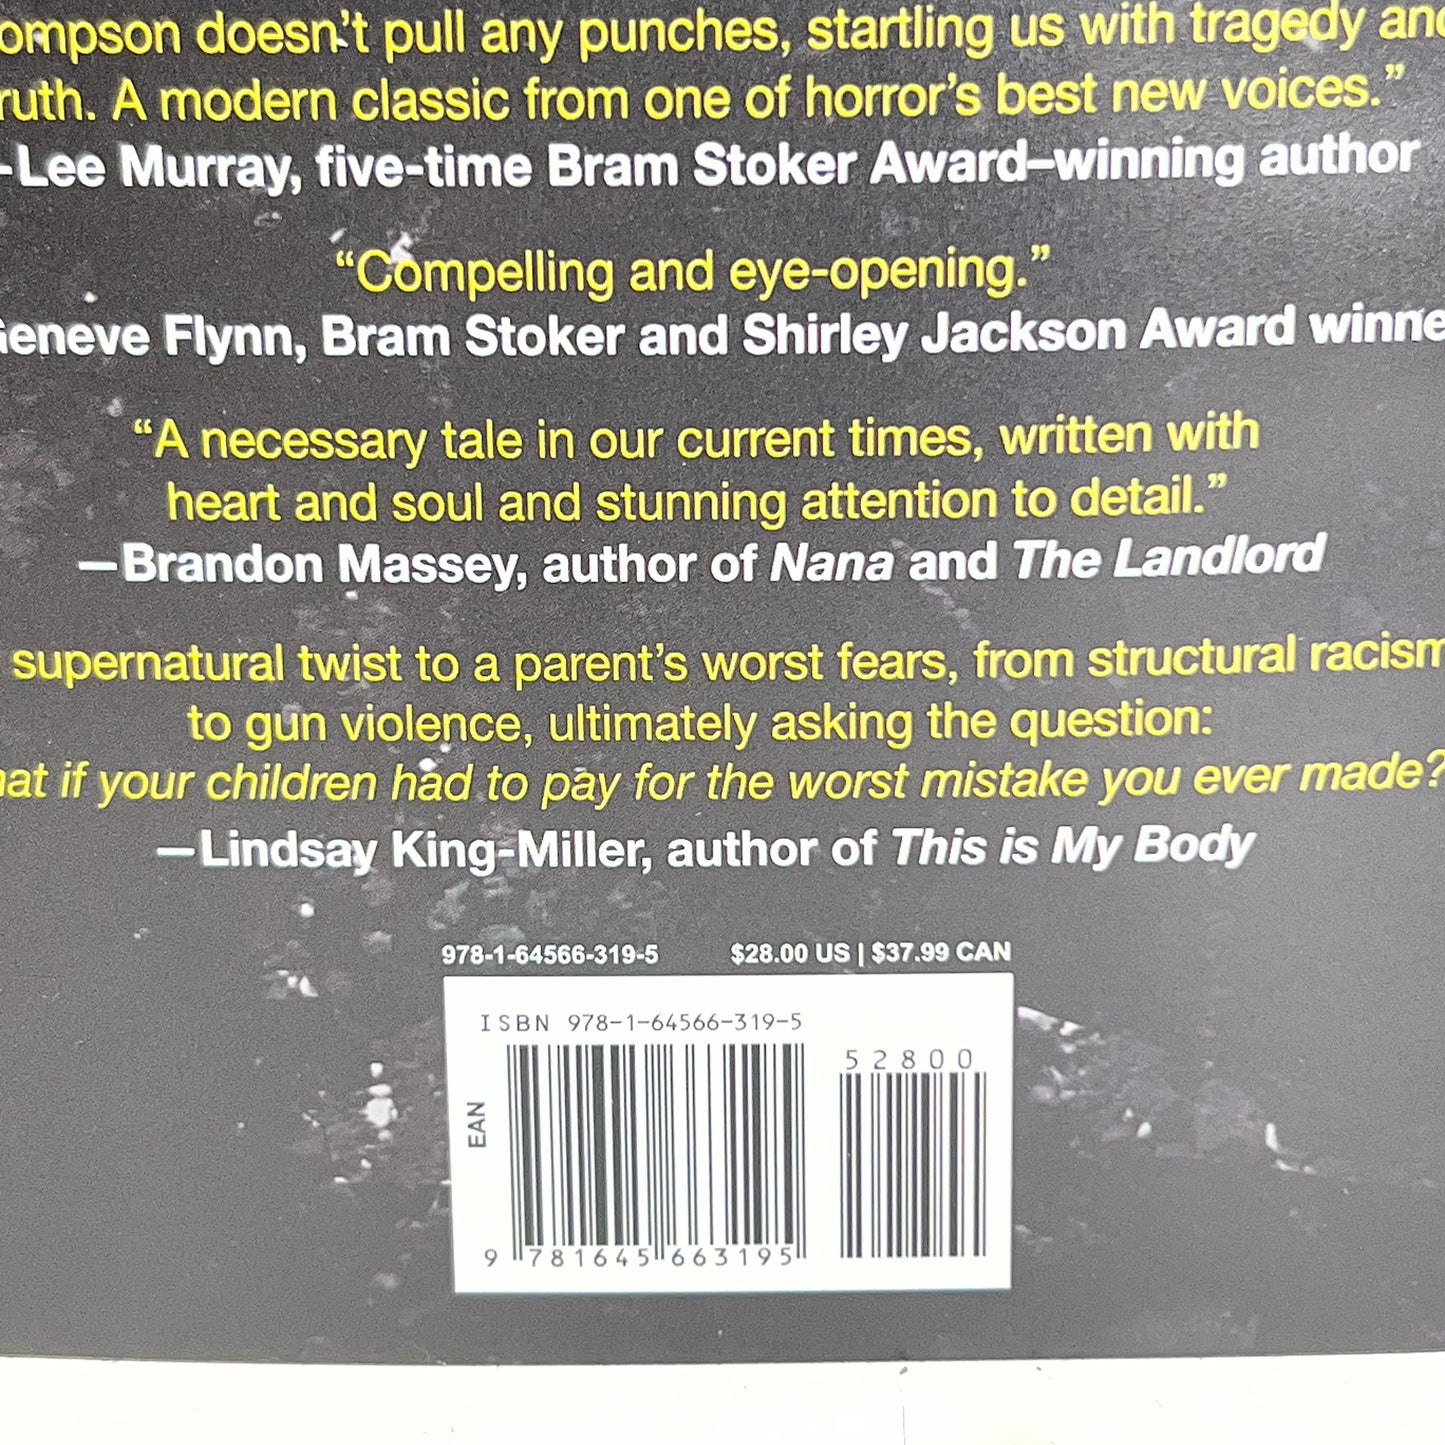 ompson doesn't pull any punches, startling us with tragedy and
ruth. A modern classic from one of horror's best new voices.”
-Lee Murray, five-time Bram Stoker Award–winning author
“Compelling and eye-opening.”
Geneve Flynn, Bram Stoker and Shirley Jackson Award winne
“A necessary tale in our current times, written with
heart and soul and stunning attention to detail.”
—Brandon Massey, author of Nana and The Landlord
supernatural twist to a parent's worst fears, from structural racism
to gun violence, ultimately asking the question:
hat if your children had to pay for the worst mistake you ever made?
—Lindsay King-Miller, author of This is My Body
978-1-64566-319-5 $28.00 US | $37.99 CAN
ISBN 978-1-64566-319-5
52800
EAN
9 781645 663195